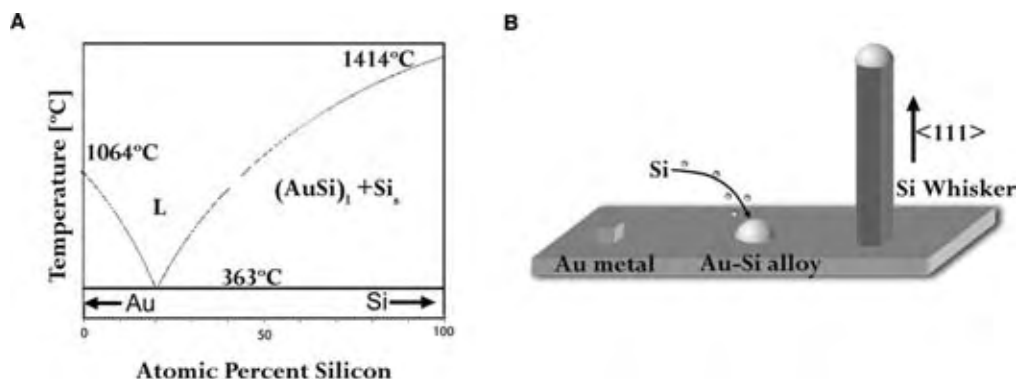 A
Temperature [°C]
1414°C
1064°C
L
(AuSi)l +Sis
363°C
Au
Si
0
50
100
Atomic Percent Silicon
B
Si
<111>
Si Whisker
Au metal
Au-Si alloy